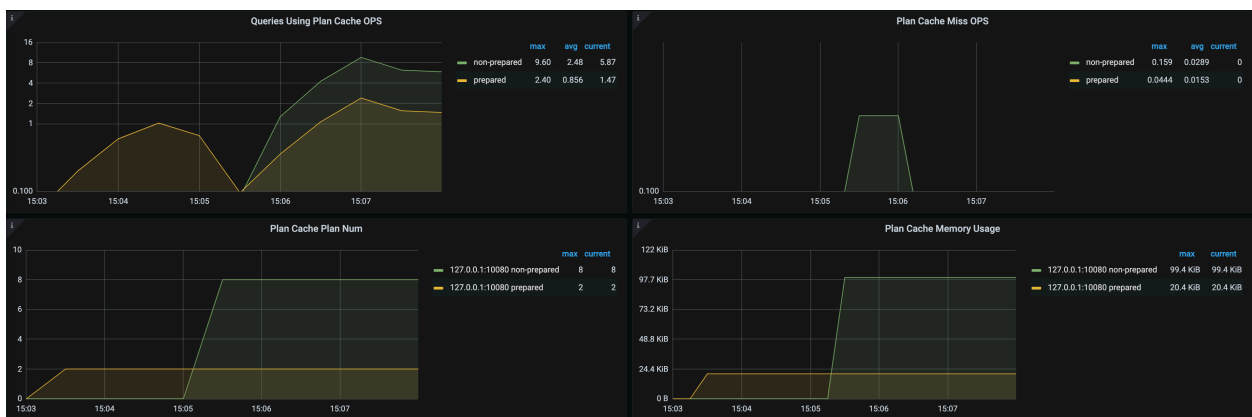 Queries Using Plan Cache OPS
16
8
4
2
1
0.100
15:03 15:04 15:05 15:06 15:07
max avg current
non-prepared 9.60 2.48 5.87
prepared 2.40 0.856 1.47
Plan Cache Miss OPS
0.100
15:03 15:04 15:05 15:06 15:07
max avg current
non-prepared 0.159 0.0289 0
prepared 0.0444 0.0153 0
Plan Cache Plan Num
10
8
6
4
2
0
15:03 15:04 15:05 15:06 15:07
max current
127.0.0.1:10080 non-prepared 8 8
127.0.0.1:10080 prepared 2 2
Plan Cache Memory Usage
122 KiB
97.7 KiB
73.2 KiB
48.8 KiB
24.4 KiB
0 B
15:03 15:04 15:05 15:06 15:07
max current
127.0.0.1:10080 non-prepared 99.4 KiB 99.4 KiB
127.0.0.1:10080 prepared 20.4 KiB 20.4 KiB